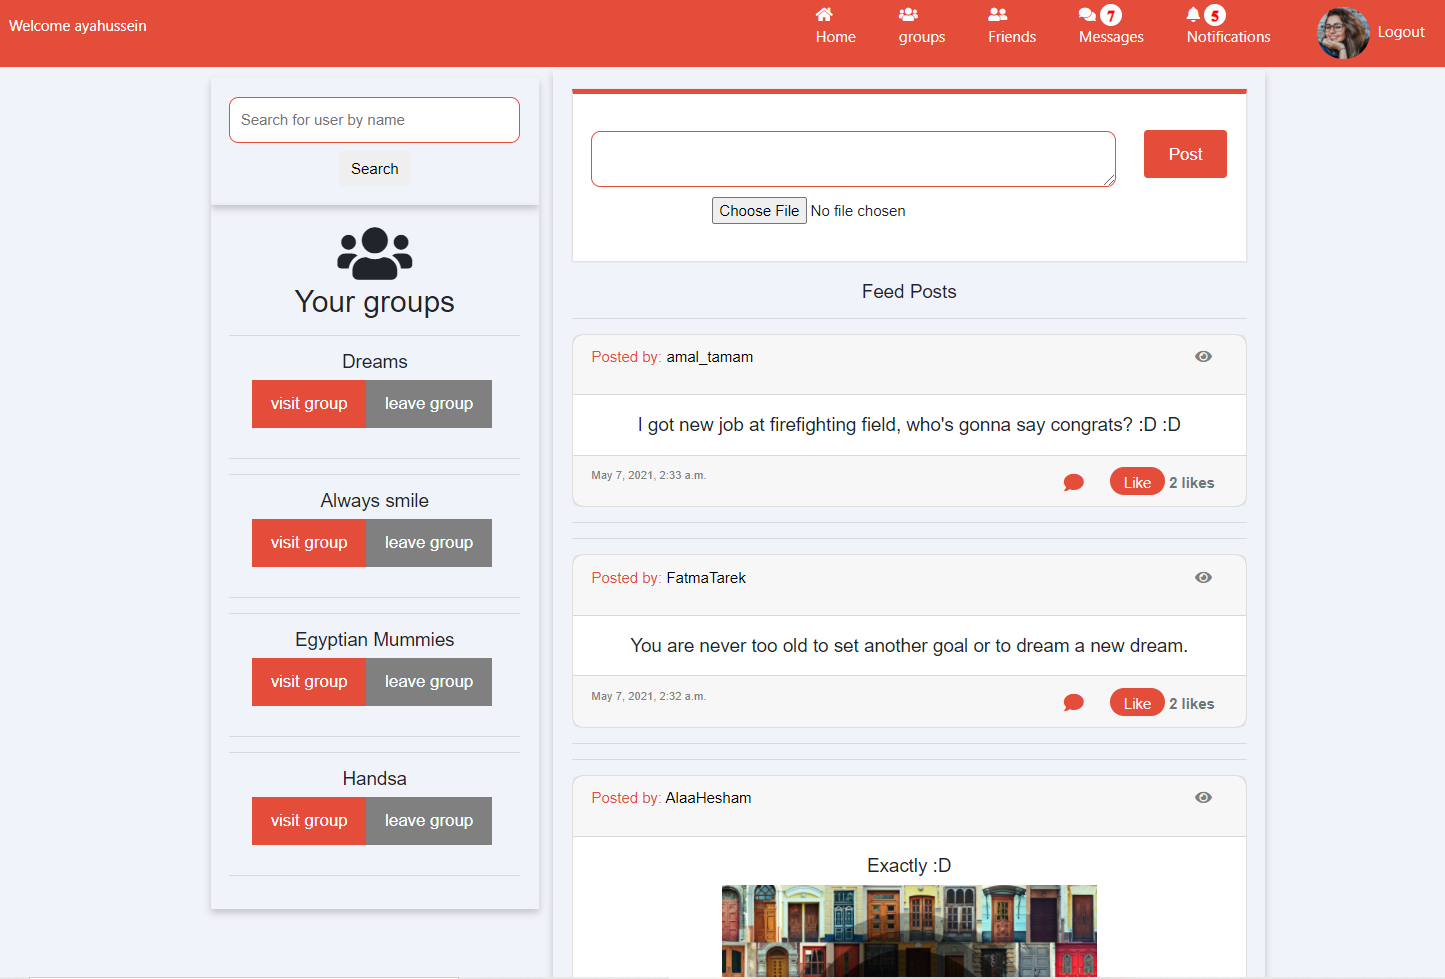 Welcome ayahussein
Home
groups
Friends
7
Messages
5
Notifications
Logout
Search for user by name
Search
Your groups
Dreams
visit group leave group
Always smile
visit group leave group
Egyptian Mummies
visit group leave group
Handsa
visit group leave group
Post
Choose File No file chosen
Feed Posts
Posted by: amal_tamam
I got new job at firefighting field, who's gonna say congrats? :D :D
May 7, 2021, 2:33 a.m.
Like 2 likes
Posted by: FatmaTarek
You are never too old to set another goal or to dream a new dream.
May 7, 2021, 2:32 a.m.
Like 2 likes
Posted by: AlaaHesham
Exactly :D